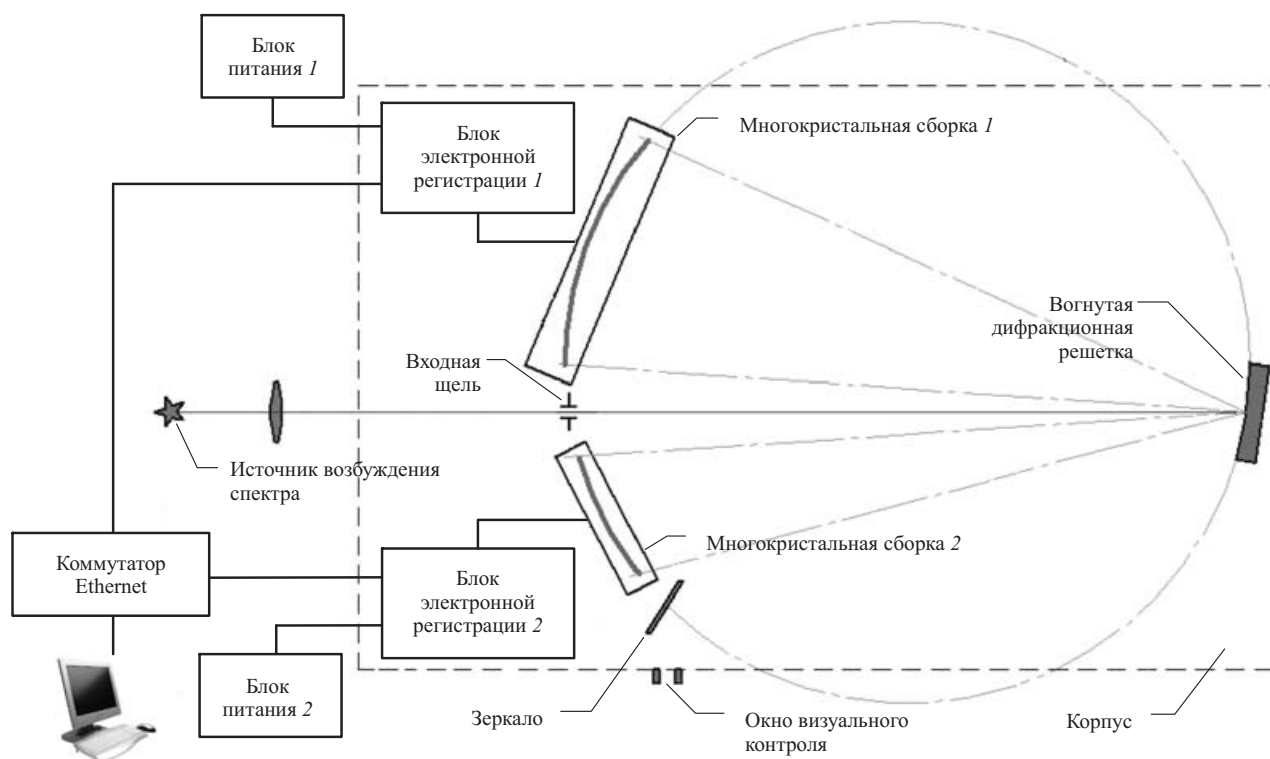 Блок
питания 1
Блок
электронной
регистрации 1
Многокристальная сборка 1
Вогнутая
дифракционная
решетка
Входная
щель
Источник возбуждения
спектра
Многокристальная сборка 2
Коммутатор
Ethernet
Блок
электронной
регистрации 2
Блок
питания 2
Зеркало
Окно визуального
контроля
Корпус